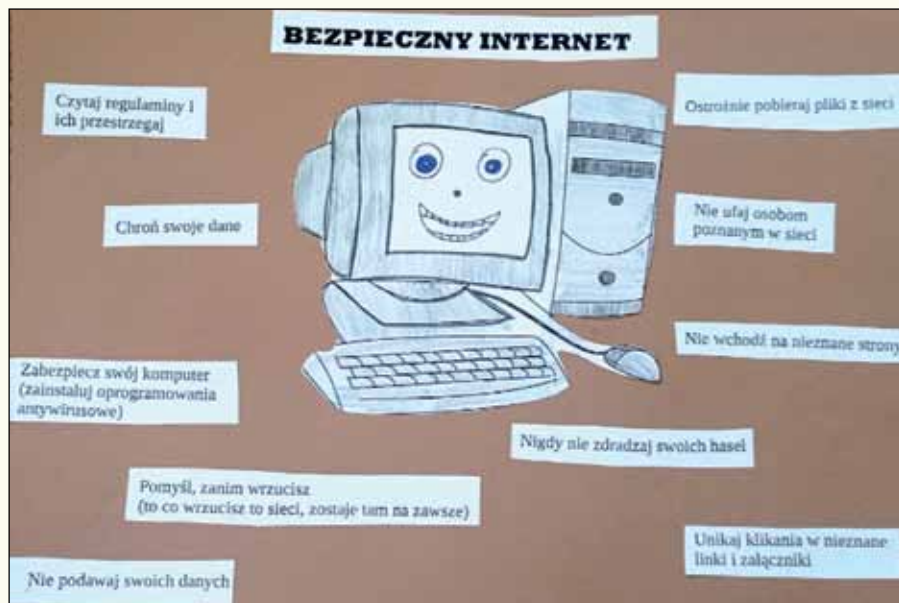 BEZPIECZNY INTERNET
Czytaj regulaminy i
ich przestrzegaj
Ostrożnie pobieraj pliki z sieci
Chroń swoje dane
Nie ufaj osobom
poznanym w sieci
Nie wchodź na nieznane strony
Zabezpiecz swój komputer
(zainstaluj oprogramowania
antywirusowe)
Nigdy nie zdradzaj swoich haseł
Pomyśl, zanim wrzucisz
(to co wrzucisz to sieci, zostaje tam na zawsze)
Unikaj klikania w nieznane
linki i załączniki
Nie podawaj swoich danych